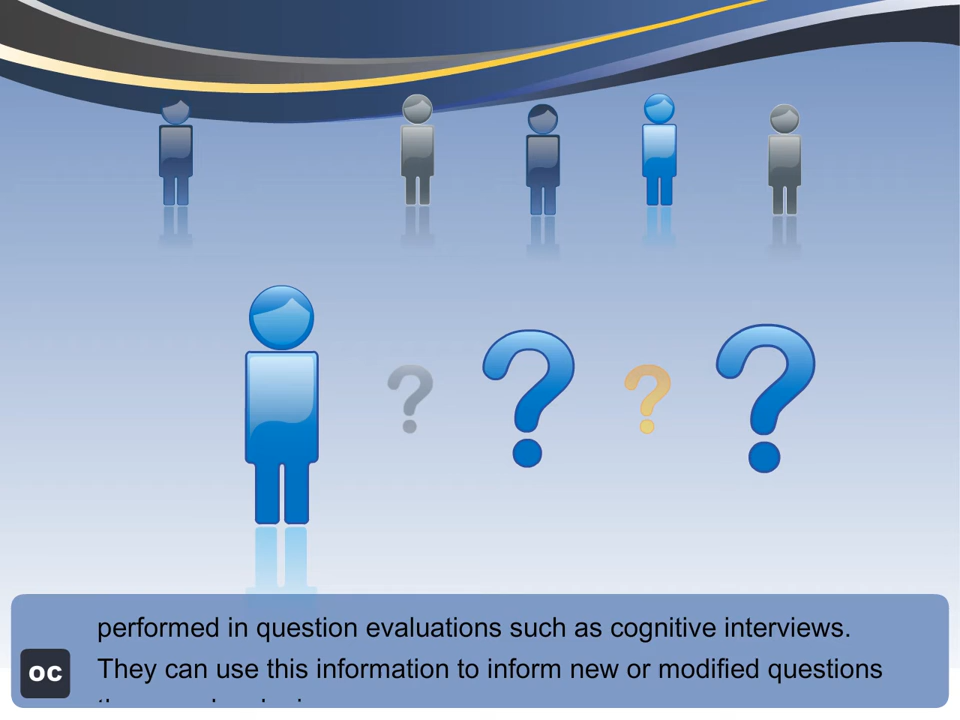 performed in question evaluations such as cognitive interviews.
oc
They can use this information to inform new or modified questions